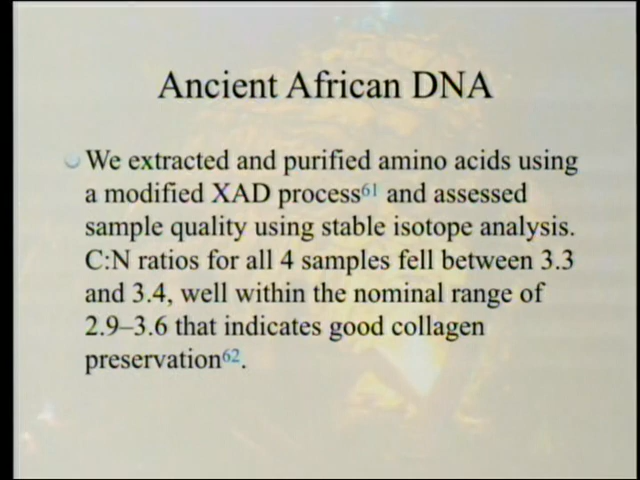 Ancient African DNA
We extracted and purified amino acids using
a modified XAD process61 and assessed
sample quality using stable isotope analysis.
C:N ratios for all 4 samples fell between 3.3
and 3.4, well within the nominal range of
2.9–3.6 that indicates good collagen
preservation62.